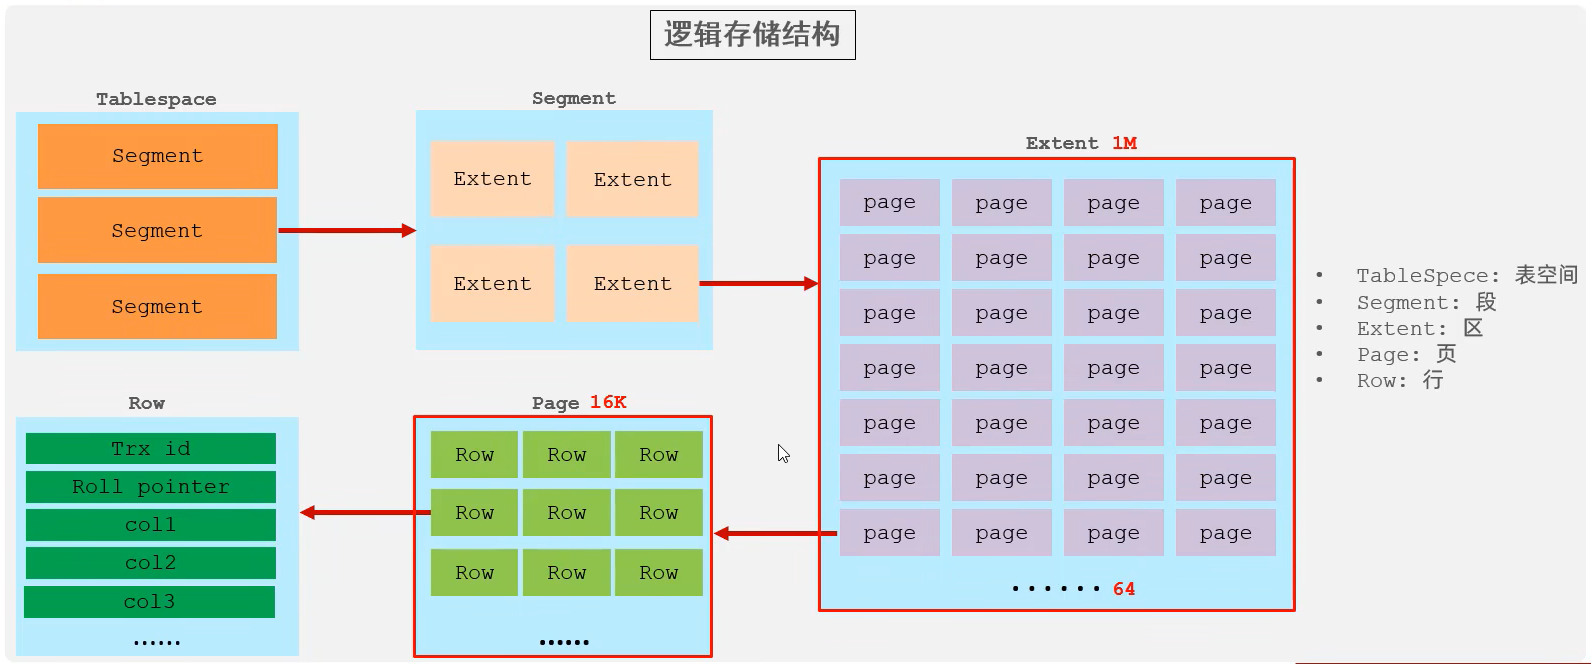 逻辑存储结构
Tablespace
Segment
Segment
Segment
Segment
Extent Extent
Extent Extent
Extent 1M
page page page page
page page page page
page page page page
page page page page
page page page page
page page page page
page page page page
······ 64
• TableSpece: 表空间
• Segment: 段
• Extent: 区
• Page: 页
• Row: 行
Row
Trx id
Roll pointer
col1
col2
col3
······
Page 16K
Row Row Row
Row Row Row
Row Row Row
······